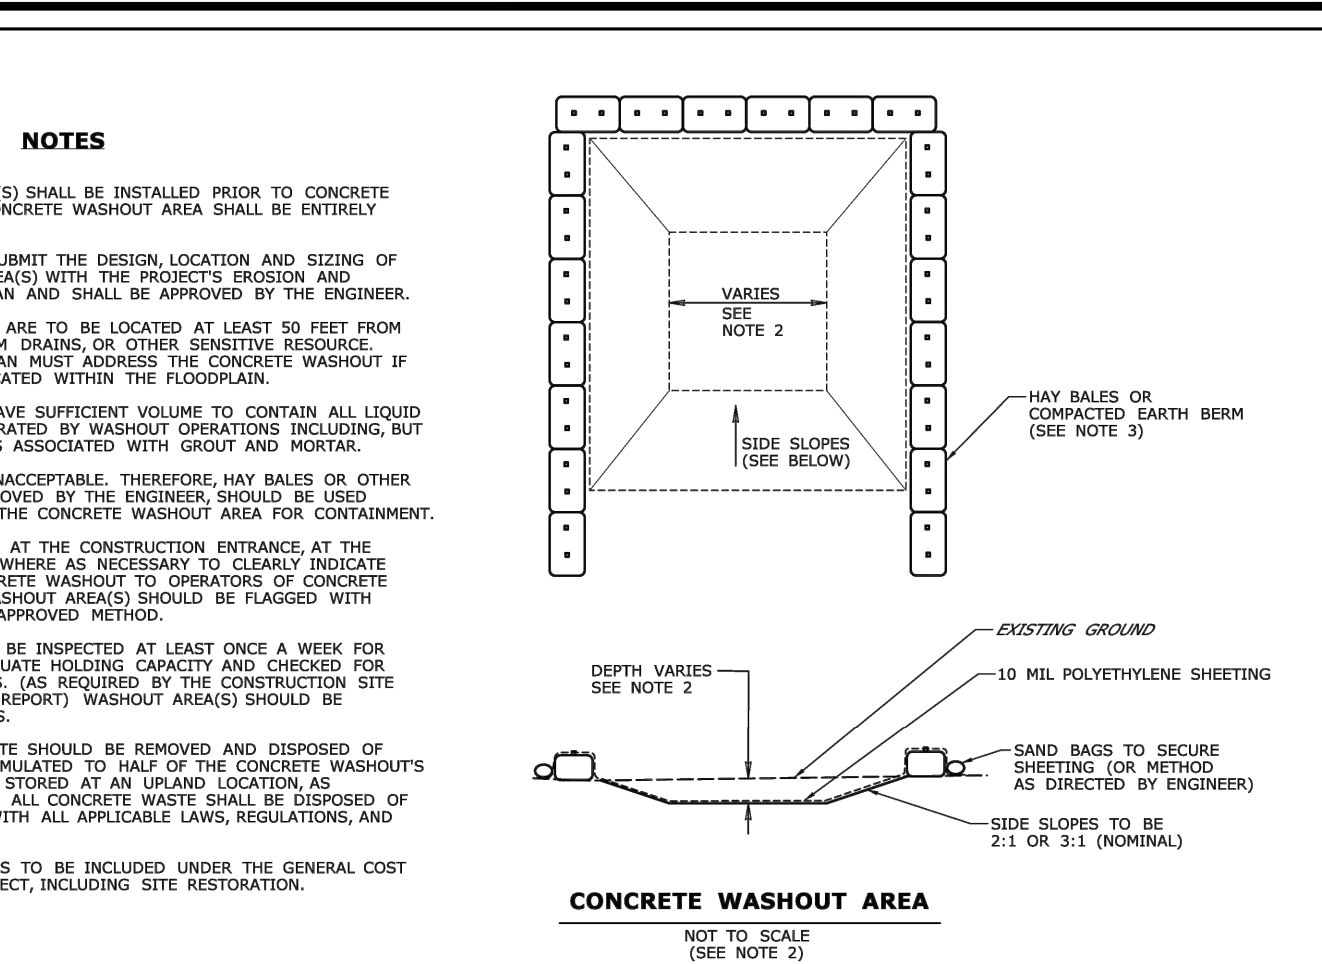 NOTES
(S) SHALL BE INSTALLED PRIOR TO CONCRETE
ONCRETE WASHOUT AREA SHALL BE ENTIRELY
UBMIT THE DESIGN, LOCATION AND SIZING OF
EA(S) WITH THE PROJECT'S EROSION AND
AN AND SHALL BE APPROVED BY THE ENGINEER.
ARE TO BE LOCATED AT LEAST 50 FEET FROM
M DRAINS, OR OTHER SENSITIVE RESOURCE.
AN MUST ADDRESS THE CONCRETE WASHOUT IF
CATED WITHIN THE FLOODPLAIN.
AVE SUFFICIENT VOLUME TO CONTAIN ALL LIQUID
RATED BY WASHOUT OPERATIONS INCLUDING, BUT
S ASSOCIATED WITH GROUT AND MORTAR.
NACCEPTABLE. THEREFORE, HAY BALES OR OTHER
OVED BY THE ENGINEER, SHOULD BE USED
THE CONCRETE WASHOUT AREA FOR CONTAINMENT.
AT THE CONSTRUCTION ENTRANCE, AT THE
WHERE AS NECESSARY TO CLEARLY INDICATE
RETE WASHOUT TO OPERATORS OF CONCRETE
ASHOUT AREA(S) SHOULD BE FLAGGED WITH
APPROVED METHOD.
BE INSPECTED AT LEAST ONCE A WEEK FOR
UATE HOLDING CAPACITY AND CHECKED FOR
S. (AS REQUIRED BY THE CONSTRUCTION SITE
REPORT) WASHOUT AREA(S) SHOULD BE
S.
TE SHOULD BE REMOVED AND DISPOSED OF
MULATED TO HALF OF THE CONCRETE WASHOUT'S
STORED AT AN UPLAND LOCATION, AS
ALL CONCRETE WASTE SHALL BE DISPOSED OF
WITH ALL APPLICABLE LAWS, REGULATIONS, AND
S TO BE INCLUDED UNDER THE GENERAL COST
ECT, INCLUDING SITE RESTORATION.
VARIES
SEE
NOTE 2
SIDE SLOPES
(SEE BELOW)
HAY BALES OR
COMPACTED EARTH BERM
(SEE NOTE 3)
EXISTING GROUND
DEPTH VARIES
SEE NOTE 2
10 MIL POLYETHYLENE SHEETING
SAND BAGS TO SECURE
SHEETING (OR METHOD
AS DIRECTED BY ENGINEER)
SIDE SLOPES TO BE
2:1 OR 3:1 (NOMINAL)
CONCRETE WASHOUT AREA
NOT TO SCALE
(SEE NOTE 2)